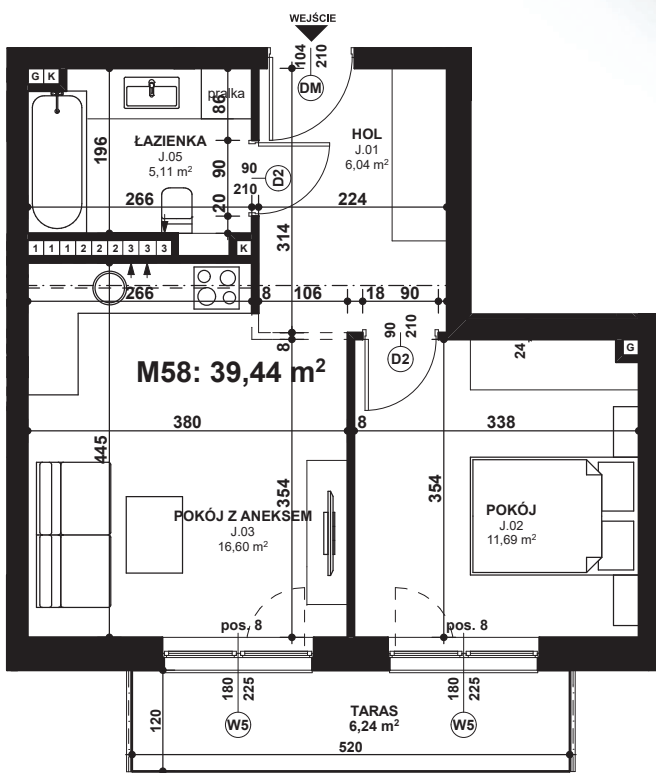 WEJŚCIE
104
210
DM
G K
pralka
86
ŁAZIENKA
J.05
5,11 m²
HOL
J.01
6,04 m²
196
90
90
210
D2
266
20
224
314
1 1 1 2 2 2 3 3 3
K
266
8
106
18
90
90
210
D2
8
24
G
M58: 39,44 m²
380
8
338
445
354
354
POKÓJ Z ANEKSEM
J.03
16,60 m²
POKÓJ
J.02
11,69 m²
pos. 8
pos. 8
180
225
W5
180
225
W5
120
TARAS
6,24 m²
520